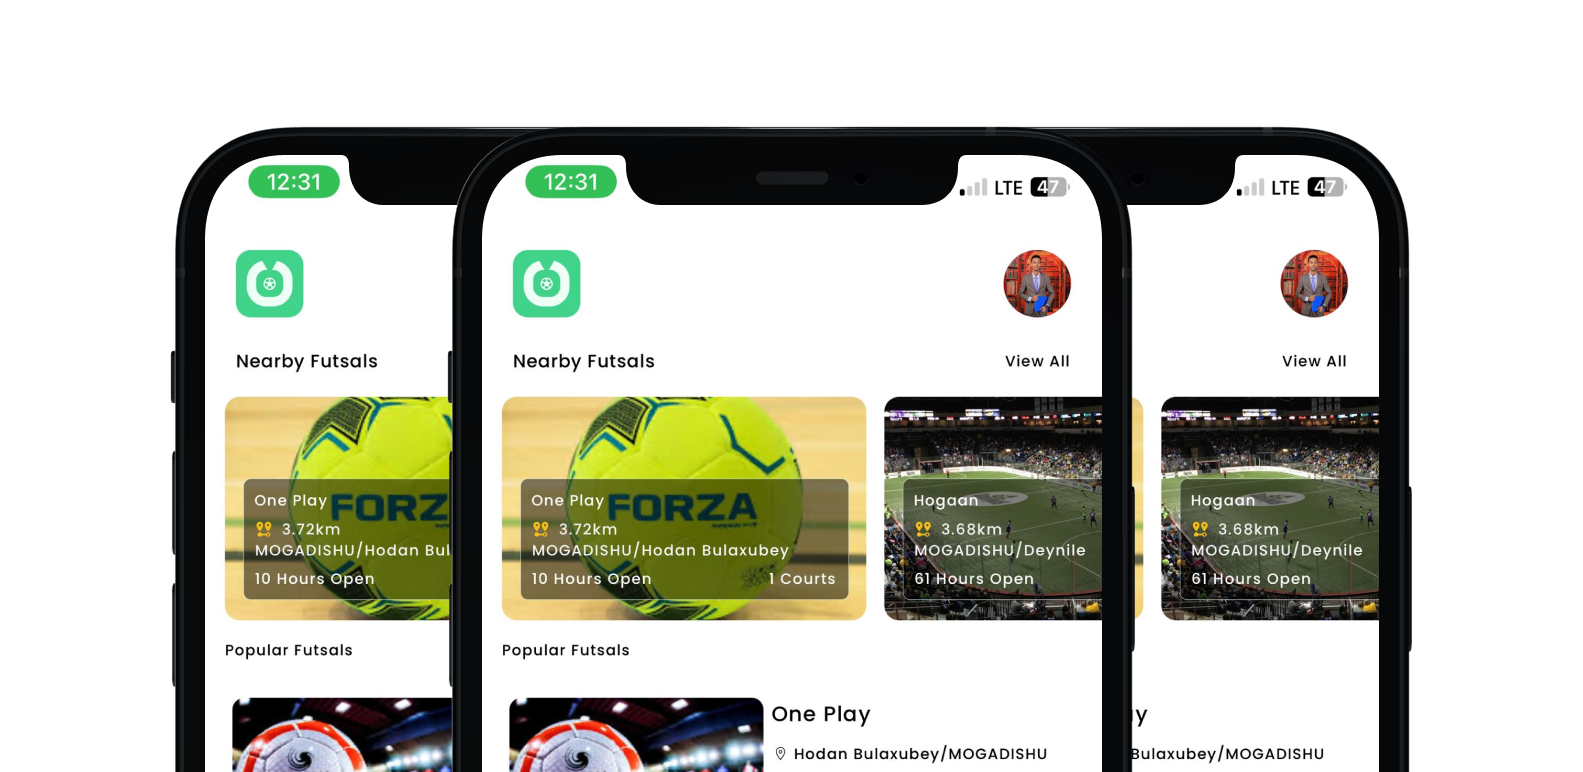 12:31
Nearby Futsals
FORZ
One Play
3.72km
MOGADISHU/Hodan Bul
10 Hours Open
Popular Futsals
12:31
LTE 47
Nearby Futsals
View All
FORZA
One Play
3.72km
MOGADISHU/Hodan Bulaxubey
10 Hours Open
1 Courts
Hogaan
3.68km
MOGADISHU/Deynile
61 Hours Open
Popular Futsals
One Play
Hodan Bulaxubey/MOGADISHU
LTE 47
View All
Hogaan
3.68km
MOGADISHU/Deynile
61 Hours Open
y
Bulaxubey/MOGADISHU